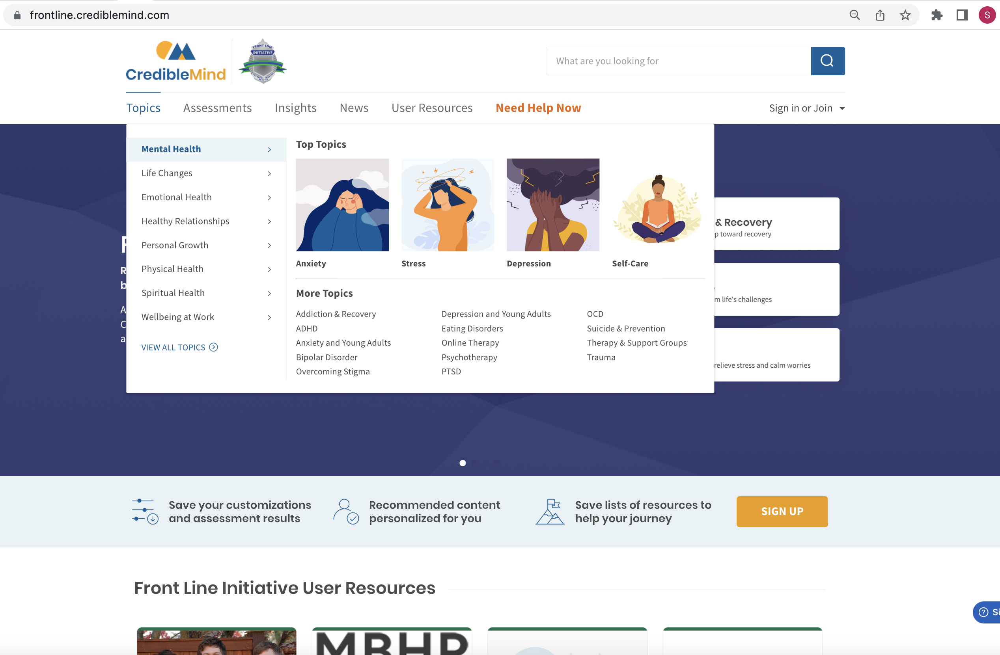 frontline.crediblemind.com
S
CredibleMind
FRONT LINE
INITIATIVE
RECOVERY THROUGH
SERVICE
What are you looking for
Topics
Assessments
Insights
News
User Resources
Need Help Now
Sign in or Join
Mental Health
Life Changes
Emotional Health
Healthy Relationships
Personal Growth
Physical Health
Spiritual Health
Wellbeing at Work
VIEW ALL TOPICS
Top Topics
Anxiety
Stress
Depression
Self-Care
More Topics
Addiction & Recovery
ADHD
Anxiety and Young Adults
Bipolar Disorder
Overcoming Stigma
Depression and Young Adults
Eating Disorders
Online Therapy
Psychotherapy
PTSD
OCD
Suicide & Prevention
Therapy & Support Groups
Trauma
& Recovery
p toward recovery
m life's challenges
relieve stress and calm worries
Save your customizations
and assessment results
Recommended content
personalized for you
Save lists of resources to
help your journey
SIGN UP
Front Line Initiative User Resources
MBHP